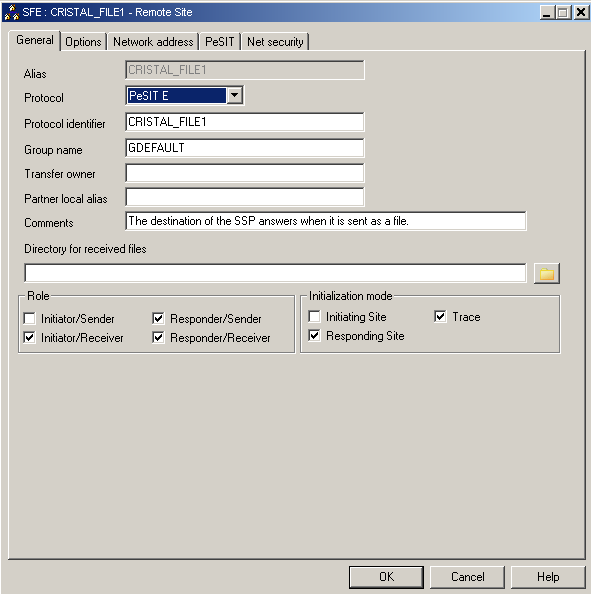 SFE : CRISTAL_FILE1 - Remote Site
General Options Network address PeSIT Net security
Alias CRISTAL_FILE1
Protocol PeSIT E
Protocol identifier CRISTAL_FILE1
Group name GDEFAULT
Transfer owner
Partner local alias
Comments The destination of the SSP answers when it is sent as a file.
Directory for received files
Role Initialization mode
Initiator/Sender Responder/Sender Initiating Site Trace
Initiator/Receiver Responder/Receiver Responding Site
OK Cancel Help